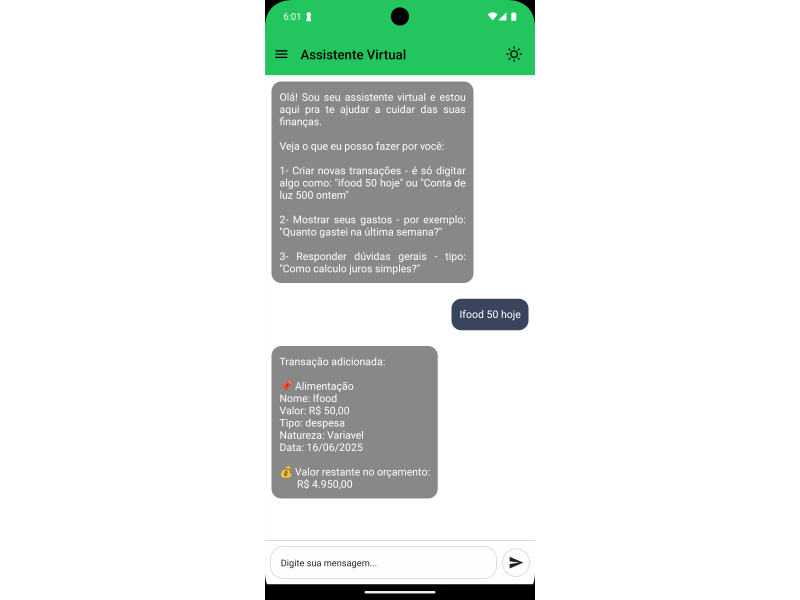 6:01
Assistente Virtual
Olá! Sou seu assistente virtual e estou
aqui pra te ajudar a cuidar das suas
finanças.
Veja o que eu posso fazer por você:
1- Criar novas transações - é só digitar
algo como: "ifood 50 hoje" ou "Conta de
luz 500 ontem"
2- Mostrar seus gastos - por exemplo:
"Quanto gastei na última semana?"
3- Responder dúvidas gerais - tipo:
"Como calculo juros simples?"
Ifood 50 hoje
Transação adicionada:
📌 Alimentação
Nome: Ifood
Valor: R$ 50,00
Tipo: despesa
Natureza: Variavel
Data: 16/06/2025
💰 Valor restante no orçamento:
R$ 4.950,00
Digite sua mensagem...